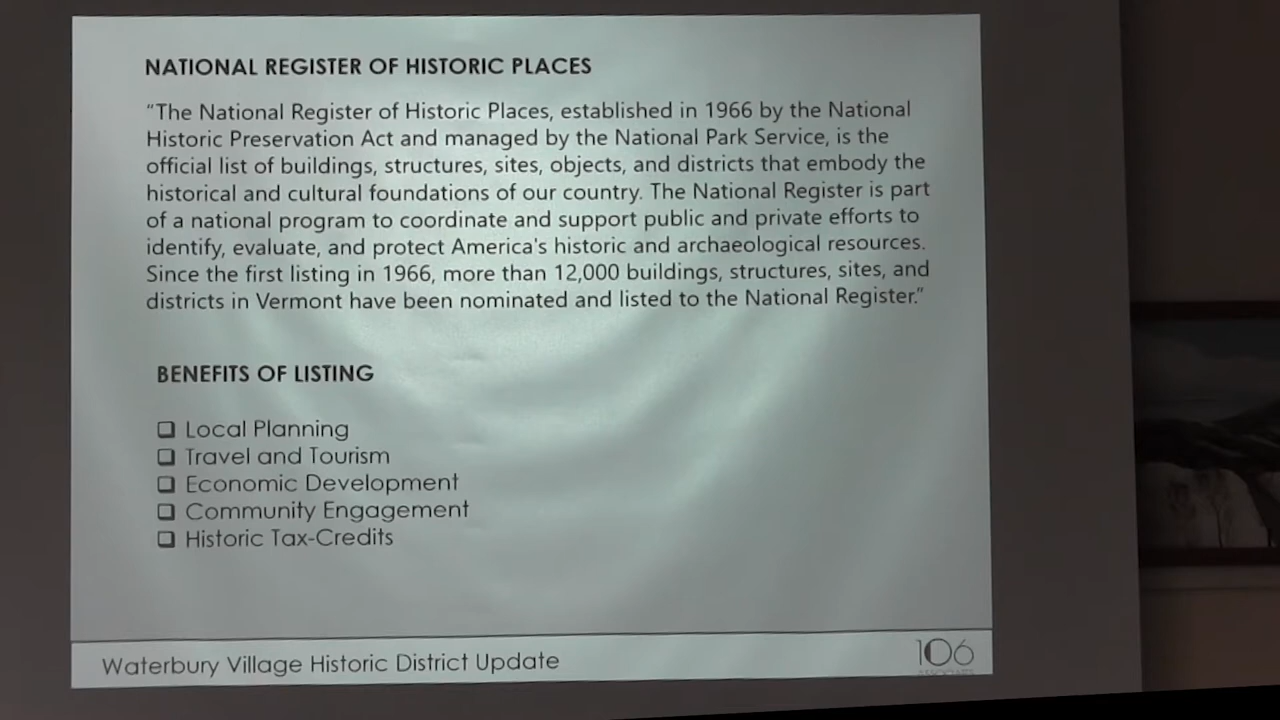 NATIONAL REGISTER OF HISTORIC PLACES
“The National Register of Historic Places, established in 1966 by the National
Historic Preservation Act and managed by the National Park Service, is the
official list of buildings, structures, sites, objects, and districts that embody the
historical and cultural foundations of our country. The National Register is part
of a national program to coordinate and support public and private efforts to
identify, evaluate, and protect America's historic and archaeological resources.
Since the first listing in 1966, more than 12,000 buildings, structures, sites, and
districts in Vermont have been nominated and listed to the National Register.”
BENEFITS OF LISTING
❑ Local Planning
❑ Travel and Tourism
❑ Economic Development
❑ Community Engagement
❑ Historic Tax-Credits
Waterbury Village Historic District Update
106